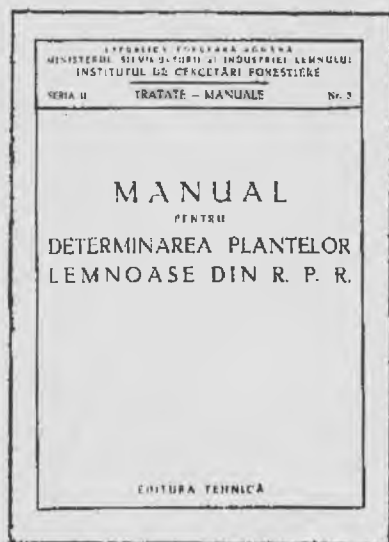 REPUBLICA POPULARĂ ROMÂNĂ
MINISTERUL SILVICULTURII ȘI INDUSTRIEI LEMNULUI
INSTITUTUL DE CERCETĂRI FORESTIERE
SERIA II TRATATE – MANUALE Nr. 3
MANUAL
PENTRU
DETERMINAREA PLANTELOR
LEMNOASE DIN R. P. R.
EDITURA TEHNICĂ